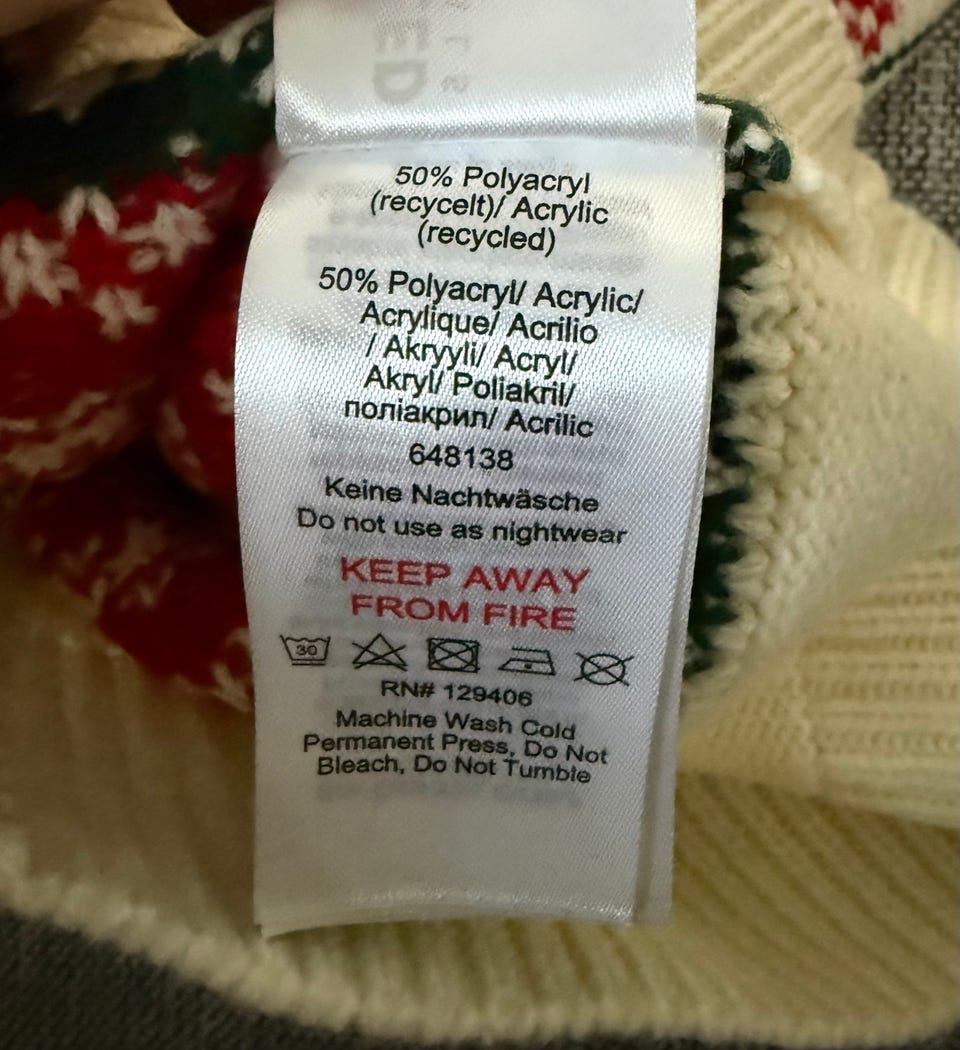 50% Polyacryl
(recycelt)/ Acrylic
(recycled)
50% Polyacryl/ Acrylic/
Acrylique/ Acrilio
/ Akryyli/ Acryl/
Akryl/ Poliakril/
поліакрил/ Acrilic
648138
Keine Nachtwäsche
Do not use as nightwear
KEEP AWAY
FROM FIRE
30
RN# 129406
Machine Wash Cold
Permanent Press, Do Not
Bleach, Do Not Tumble